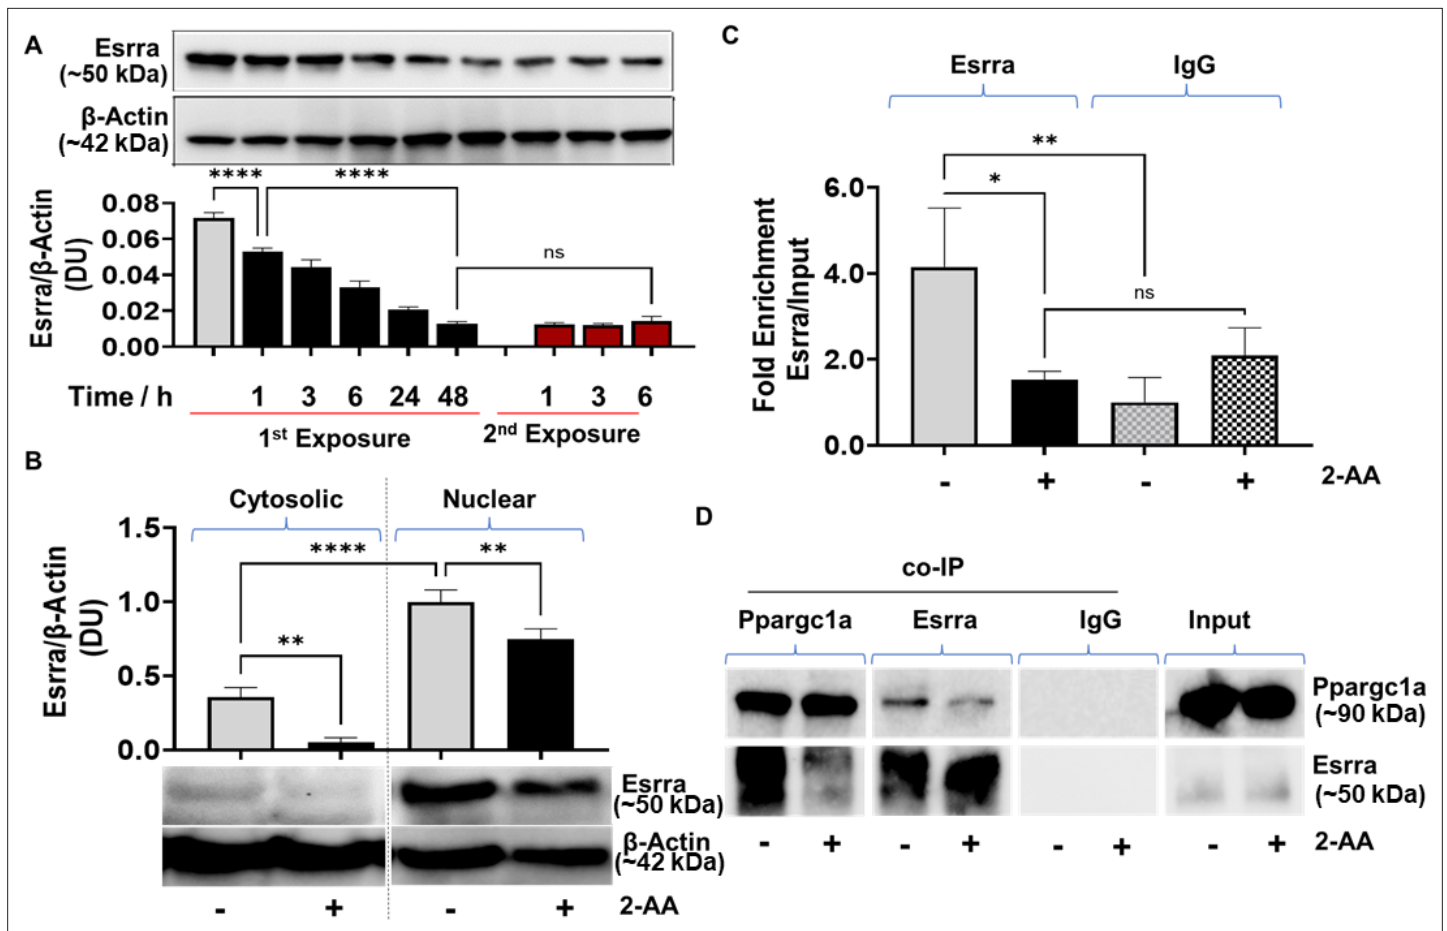 A
Esrra
(~50 kDa)
β-Actin
(~42 kDa)
**** ****
0.08
0.06
0.04
0.02
0.00
Esrra/β-Actin
(DU)
ns
Time / h 1 3 6 24 48 1 3 6
1st Exposure 2nd Exposure
B
Cytosolic Nuclear
1.5
1.0
0.5
0.0
Esrra/β-Actin
(DU)
**** **
**
Esrra
(~50 kDa)
β-Actin
(~42 kDa)
- + - + 2-AA
C
Esrra IgG
**
*
ns
6.0
4.0
2.0
0.0
Fold Enrichment
Esrra/Input
- + - + 2-AA
D
co-IP
Ppargc1a Esrra IgG Input
Ppargc1a
(~90 kDa)
Esrra
(~50 kDa)
- + - + - + - + 2-AA